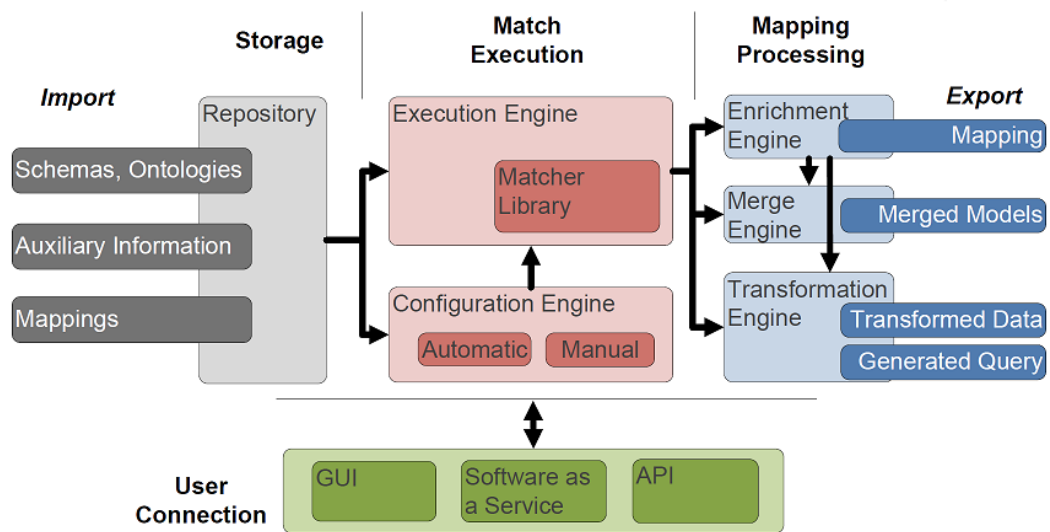 Storage
Match
Execution
Mapping
Processing
Import
Export
Repository
Schemas, Ontologies
Auxiliary Information
Mappings
Execution Engine
Matcher
Library
Configuration Engine
Automatic
Manual
Enrichment
Engine
Mapping
Merge
Engine
Merged Models
Transformation
Engine
Transformed Data
Generated Query
User
Connection
GUI
Software as
a Service
API